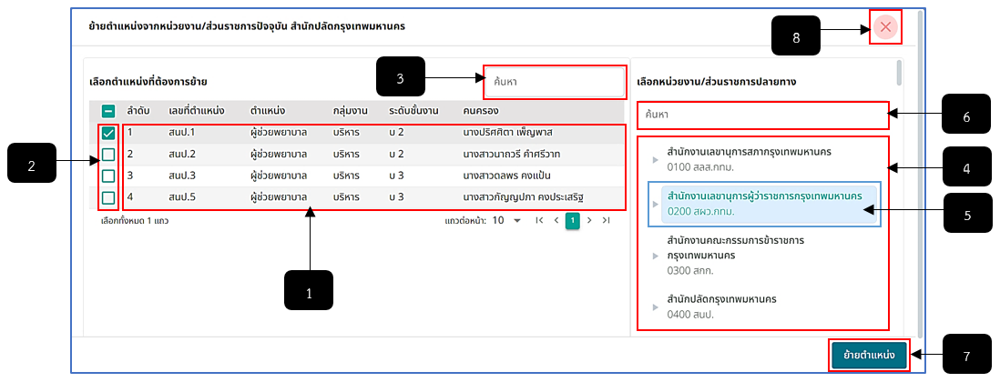 ย้ายตำแหน่งจากหน่วยงาน/ส่วนราชการปัจจุบัน สำนักปลัดกรุงเทพมหานคร
8
เลือกตำแหน่งที่ต้องการย้าย
3
ค้นหา
ลำดับ เลขที่ตำแหน่ง ตำแหน่ง กลุ่มงาน ระดับชั้นงาน คนครอง
1 สนป.1 ผู้ช่วยพยาบาล บริหาร บ 2 นางปริศศิตา เพ็ญพาส
2 สนป.2 ผู้ช่วยพยาบาล บริหาร บ 2 นางสาวนาถวรี คำศรีวาท
3 สนป.3 ผู้ช่วยพยาบาล บริหาร บ 3 นางสาวดลพร คงแป้น
4 สนป.5 ผู้ช่วยพยาบาล บริหาร บ 3 นางสาวกัญญปภา คงประเสริฐ
2
เลือกทั้งหมด 1 แถว
แถวต่อหน้า: 10 1
1
เลือกหน่วยงาน/ส่วนราชการปลายทาง
ค้นหา
6
สำนักงานเลขานุการสภากรุงเทพมหานคร
0100 สลส.กทม.
4
สำนักงานเลขานุการผู้ว่าราชการกรุงเทพมหานคร
0200 สผว.กทม.
5
สำนักงานคณะกรรมการข้าราชการ
กรุงเทพมหานคร
0300 สกก.
สำนักปลัดกรุงเทพมหานคร
0400 สนป.
ย้ายตำแหน่ง
7